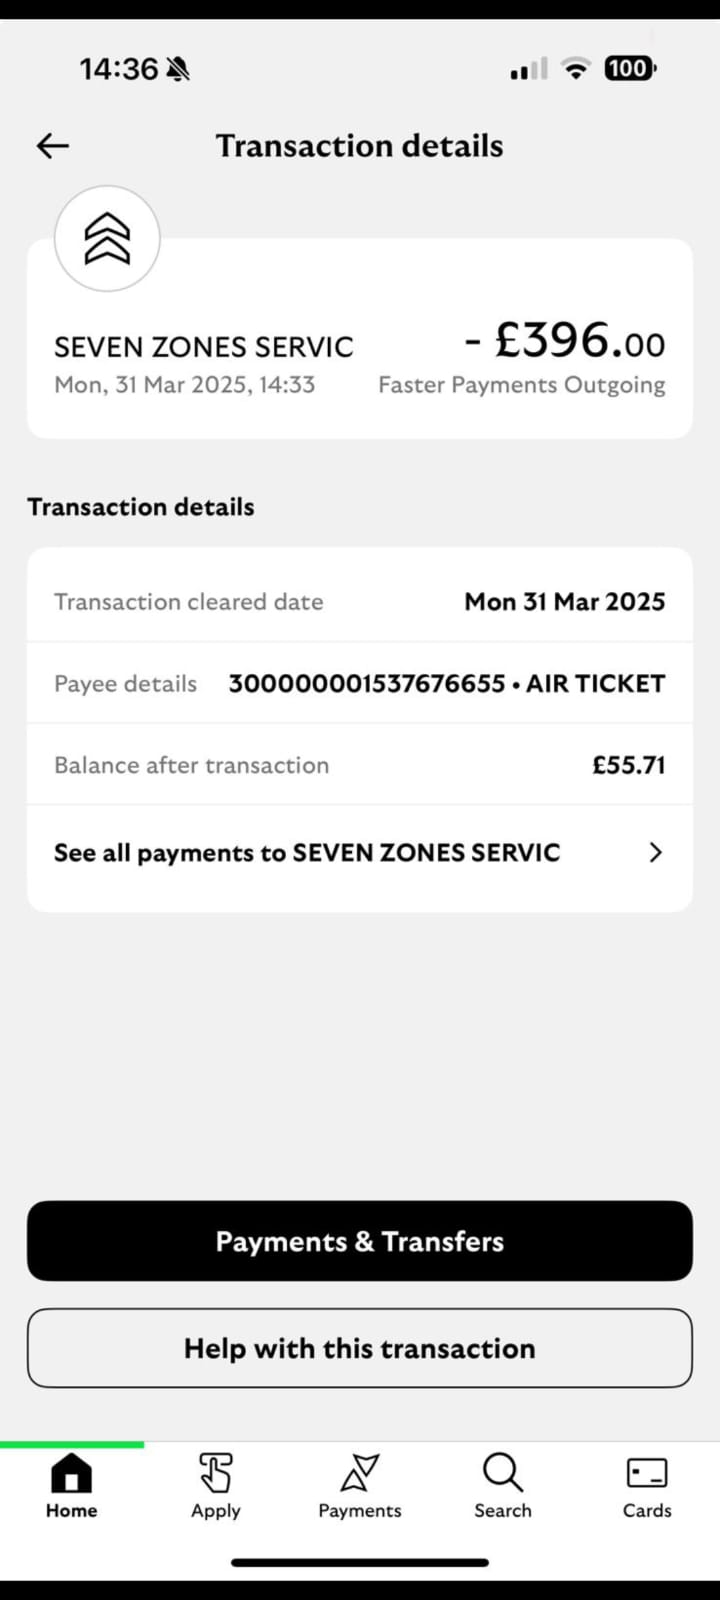 14:36
100
Transaction details
SEVEN ZONES SERVIC
- £396.00
Mon, 31 Mar 2025, 14:33
Faster Payments Outgoing
Transaction details
Transaction cleared date
Mon 31 Mar 2025
Payee details
300000001537676655 • AIR TICKET
Balance after transaction
£55.71
See all payments to SEVEN ZONES SERVIC
Payments & Transfers
Help with this transaction
Home
Apply
Payments
Search
Cards